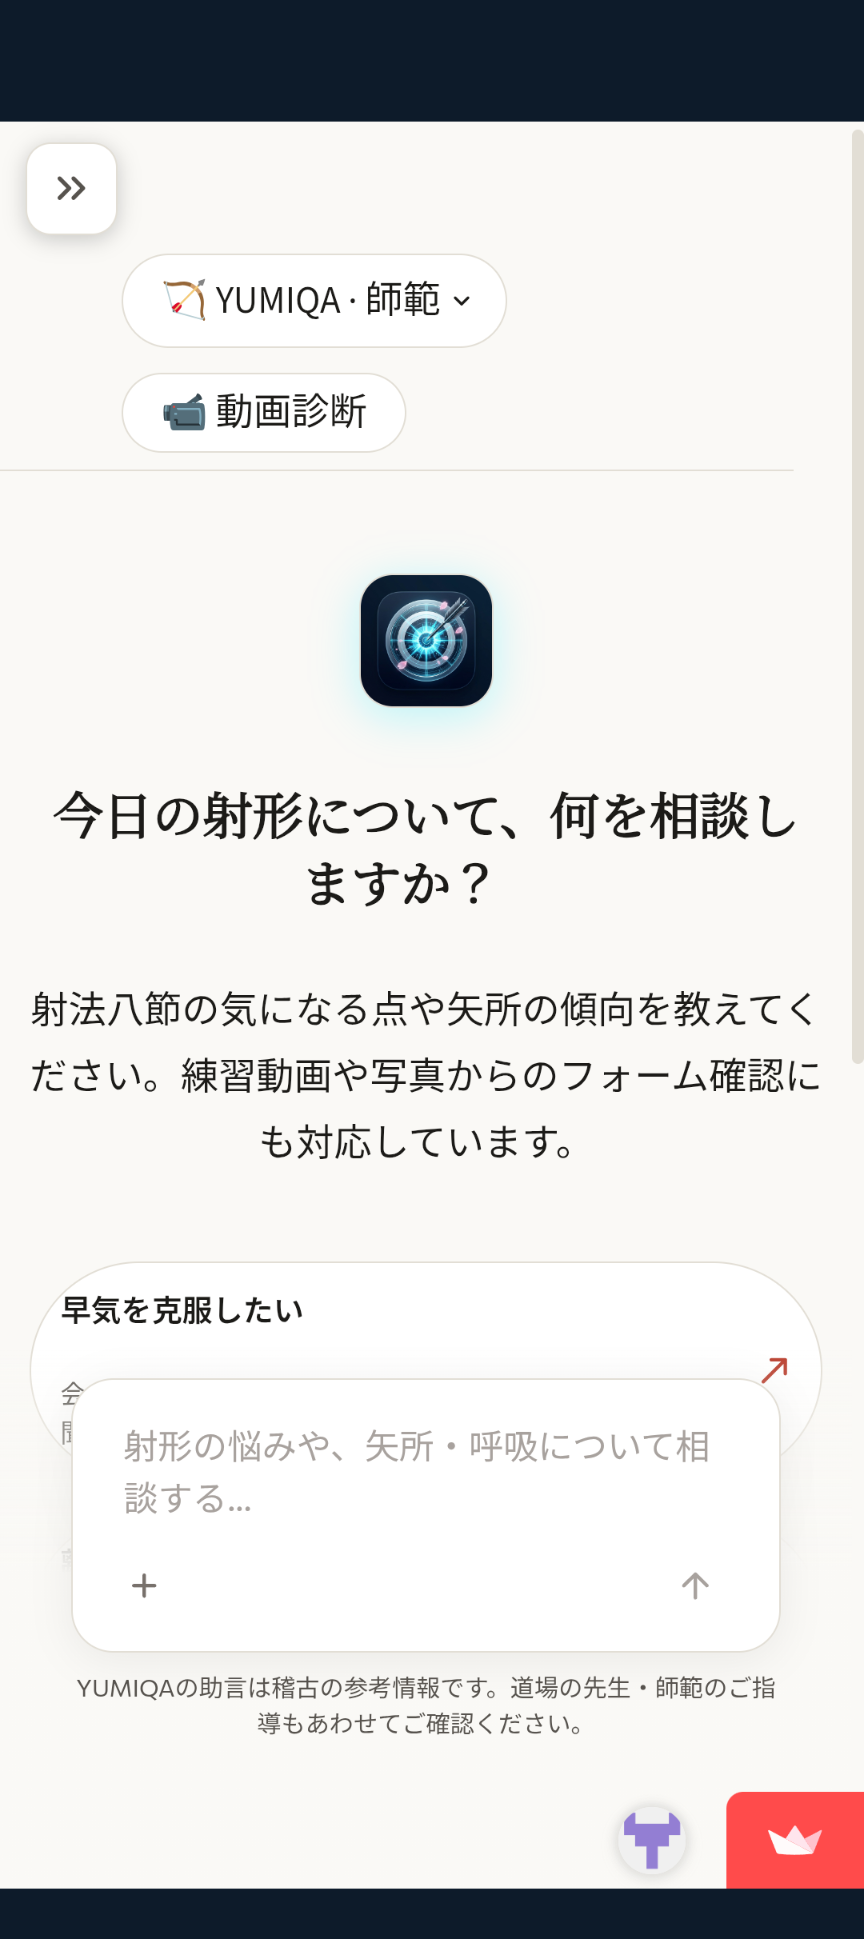 YUMIQA · 師範
動画診断
今日の射形について、何を相談し
ますか？
射法八節の気になる点や矢所の傾向を教えてく
ださい。練習動画や写真からのフォーム確認に
も対応しています。
早気を克服したい
会
射形の悩みや、矢所・呼吸について相
談する...
YUMIQAの助言は稽古の参考情報です。道場の先生・師範のご指
導もあわせてご確認ください。